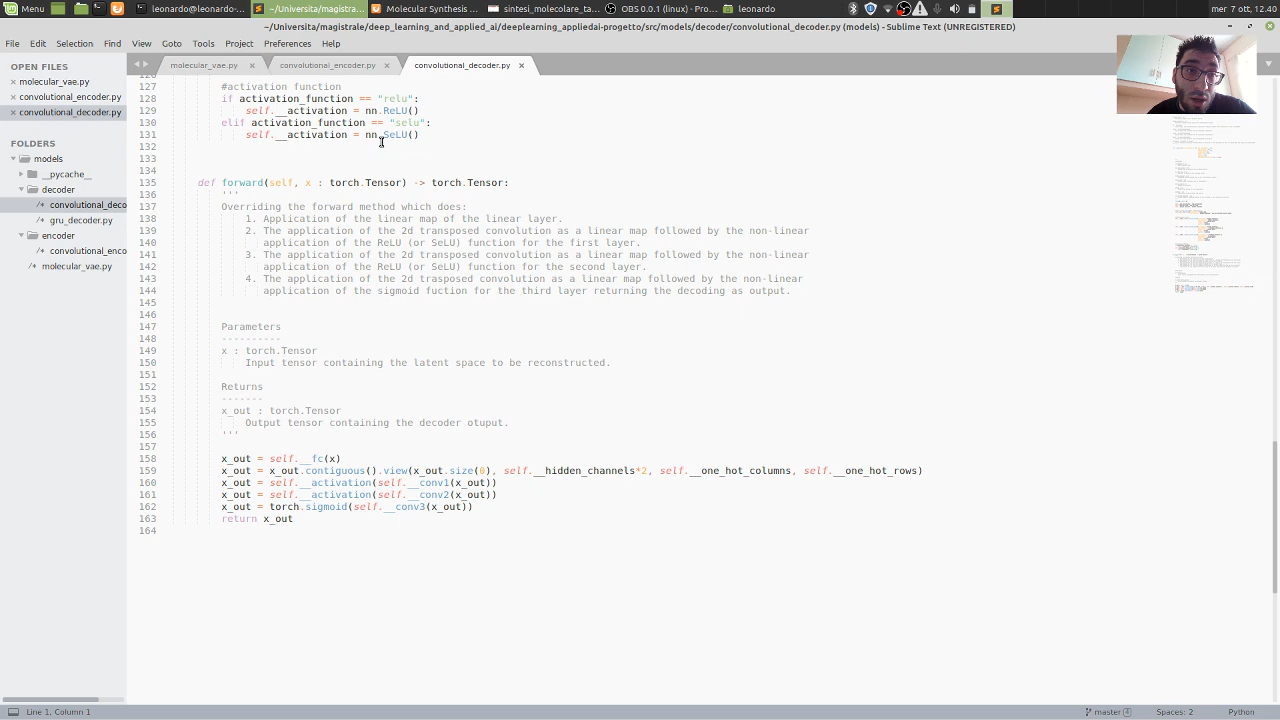 Menu
leonardo@leonardo-...
~/Universita/magistrale/...
Molecular Synthesis ...
sintesi_molecolare_ta...
OBS 0.0.1 (linux) - Pro...
leonardo
mer 7 ott, 12.40
~/Universita/magistrale/deep_learning_and_applied_ai/deeplearning_appliedai-progetto/src/models/decoder/convolutional_decoder.py (models) - Sublime Text (UNREGISTERED)
File Edit Selection Find View Goto Tools Project Preferences Help
OPEN FILES
molecular_vae.py
convolutional_encoder.py
convolutional_decoder.py
FOLDERS
models
decoder
convolutional_deco
gru_decoder.py
encoder
convolutional_enco
molecular_vae.py
molecular_vae.py
convolutional_encoder.py
convolutional_decoder.py
126
127 #activation function
128 if activation_function == "relu":
129 self.__activation = nn.ReLU()
130 elif activation_function == "selu":
131 self.__activation = nn.SeLU()
132
133
134
135 def forward(self, x: torch.Tensor) -> torch.Tensor:
136 '''
137 Overriding of forward method which does:
138 1. Application of the linear map of the linear layer.
139 2. The application of the transposed convolution as a linear map followed by the non-linear
140 application of the ReLU (or SeLU) function of the first layer.
141 3. The application of the transposed convolution as a linear map followed by the non-linear
142 application of the ReLU (or SeLU) function of the second layer.
143 4. The application of the trasposed convolution as a linear map followed by the non-linear
144 application of the sigmoid fuction of the third layer returning the decoding as output.
145
146
147 Parameters
148 ----------
149 x : torch.Tensor
150 Input tensor containing the latent space to be reconstructed.
151
152 Returns
153 -------
154 x_out : torch.Tensor
155 Output tensor containing the decoder otuput.
156 '''
157
158 x_out = self.__fc(x)
159 x_out = x_out.contiguous().view(x_out.size(0), self.__hidden_channels*2, self.__one_hot_columns, self.__one_hot_rows)
160 x_out = self.__activation(self.__conv1(x_out))
161 x_out = self.__activation(self.__conv2(x_out))
162 x_out = torch.sigmoid(self.__conv3(x_out))
163 return x_out
164
Line 1, Column 1
master 4
Spaces: 2
Python